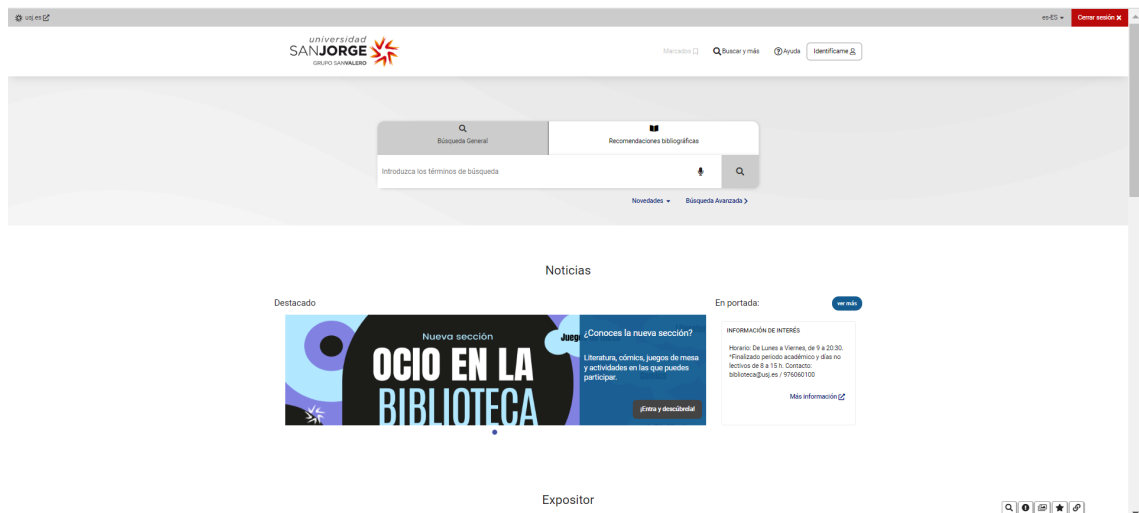 usj.es
es-ES
Cerrar sesión
universidad
SANJORGE
GRUPO SANVALERO
Marcados
Buscar y más
Ayuda
Identifícame
Búsqueda General
Recomendaciones bibliográficas
Introduzca los términos de búsqueda
Novedades
Búsqueda Avanzada
Noticias
Destacado
En portada:
ver más
Nueva sección
OCIO EN LA
BIBLIOTECA
Jueg
¿Conoces la nueva sección?
Literatura, cómics, juegos de mesa
y actividades en las que puedes
participar.
¡Entra y descúbrela!
INFORMACIÓN DE INTERÉS
Horario: De Lunes a Viernes, de 9 a 20:30.
*Finalizado periodo académico y días no
lectivos de 8 a 15 h. Contacto:
biblioteca@usj.es / 976060100
Más información
Expositor